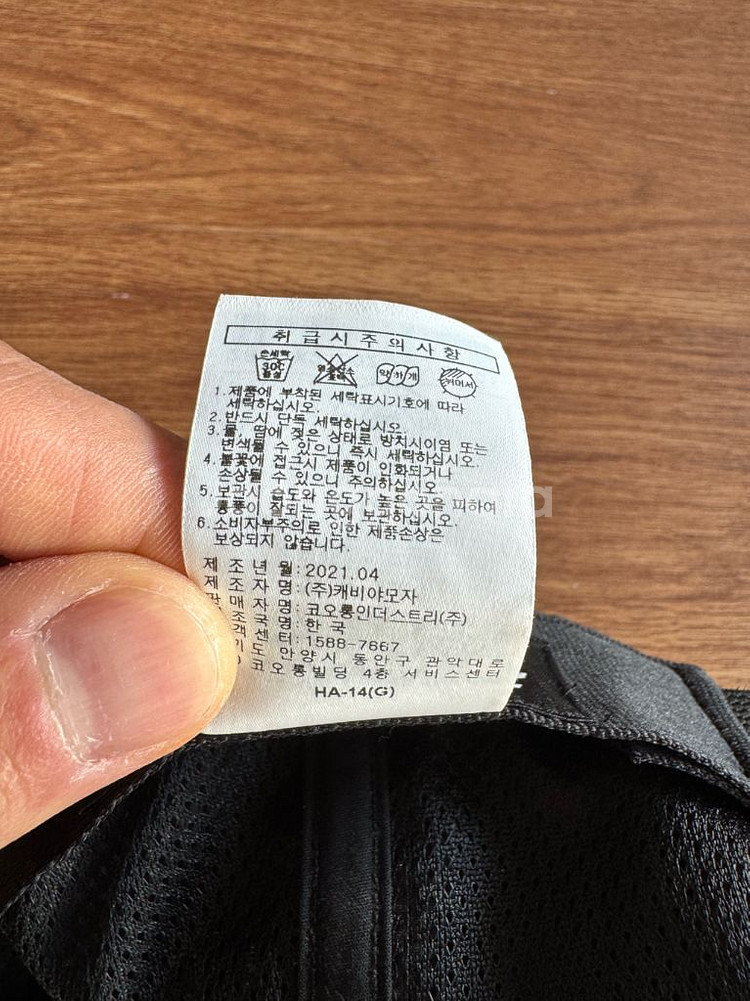 취급시주의사항
손세탁 30℃ 중성
염소표백
약하게
뉘어서
1. 제품에 부착된 세탁표시기호에 따라
세탁하십시오.
2. 반드시 단독 세탁하십시오.
3. 물, 땀에 젖은 상태로 방치시이염 또는
변색될 수 있으니 즉시 세탁하십시오.
4. 불꽃에 접근시 제품이 인화되거나
손상될 수 있으니 주의하십시오
5. 보관시 습도와 온도가 높은 곳을 피하여
통풍이 잘되는 곳에 보관하십시오.
6. 소비자부주의로 인한 제품손상은
보상되지 않습니다.
제조년월:2021.04
제조자명:(주)캐비아모자
판매자명:코오롱인더스트리(주)
조국명:한국
객센터:1588-7667
기도 안양시 동안구 관악대로
) 코오롱빌딩 4층 서비스센터
HA-14(G)